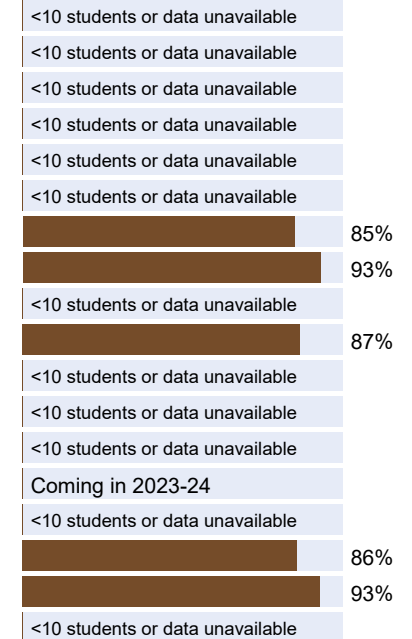 <10 students or data unavailable
<10 students or data unavailable
<10 students or data unavailable
<10 students or data unavailable
<10 students or data unavailable
<10 students or data unavailable
85%
93%
<10 students or data unavailable
87%
<10 students or data unavailable
<10 students or data unavailable
<10 students or data unavailable
Coming in 2023-24
<10 students or data unavailable
86%
93%
<10 students or data unavailable